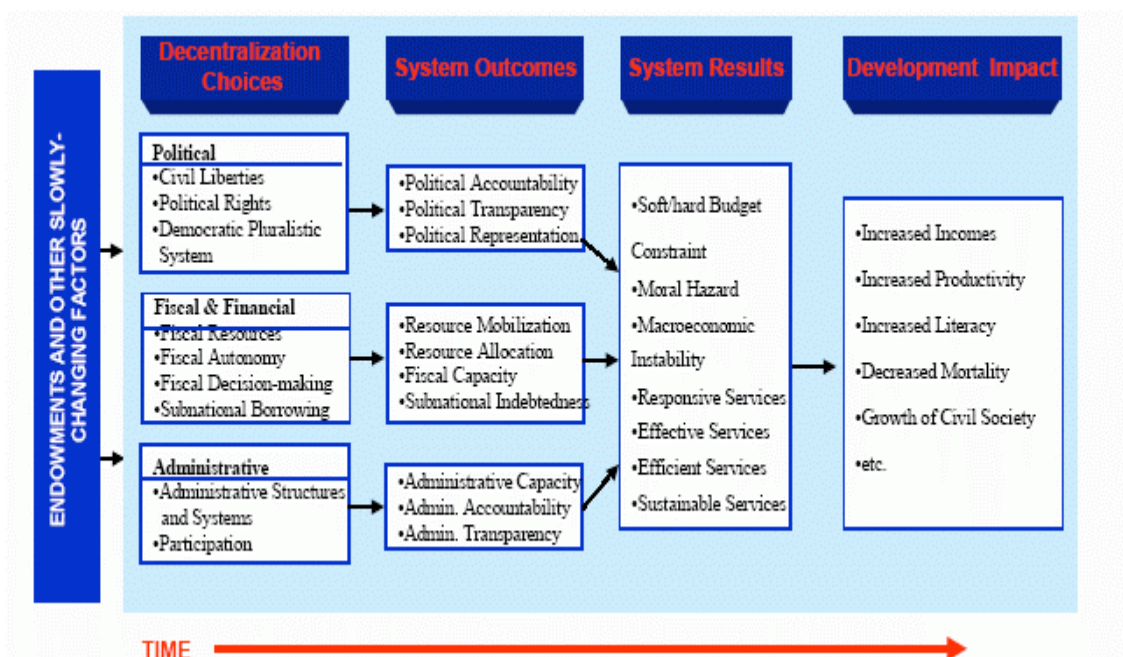 ENDOWMENTS AND OTHER SLOWLY-
CHANGING FACTORS
Decentralization
Choices
System Outcomes
System Results
Development Impact
Political
•Civil Liberties
•Political Rights
•Democratic Pluralistic
System
Fiscal & Financial
•Fiscal Resources
•Fiscal Autonomy
•Fiscal Decision-making
•Subnational Borrowing
Administrative
•Administrative Structures
and Systems
•Participation
•Political Accountability
•Political Transparency
•Political Representation
•Resource Mobilization
•Resource Allocation
•Fiscal Capacity
•Subnational Indebtedness
•Administrative Capacity
•Admin. Accountability
•Admin. Transparency
•Soft/hard Budget
Constraint
•Moral Hazard
•Macroeconomic
Instability
•Responsive Services
•Effective Services
•Efficient Services
•Sustainable Services
•Increased Incomes
•Increased Productivity
•Increased Literacy
•Decreased Mortality
•Growth of Civil Society
•etc.
TIME